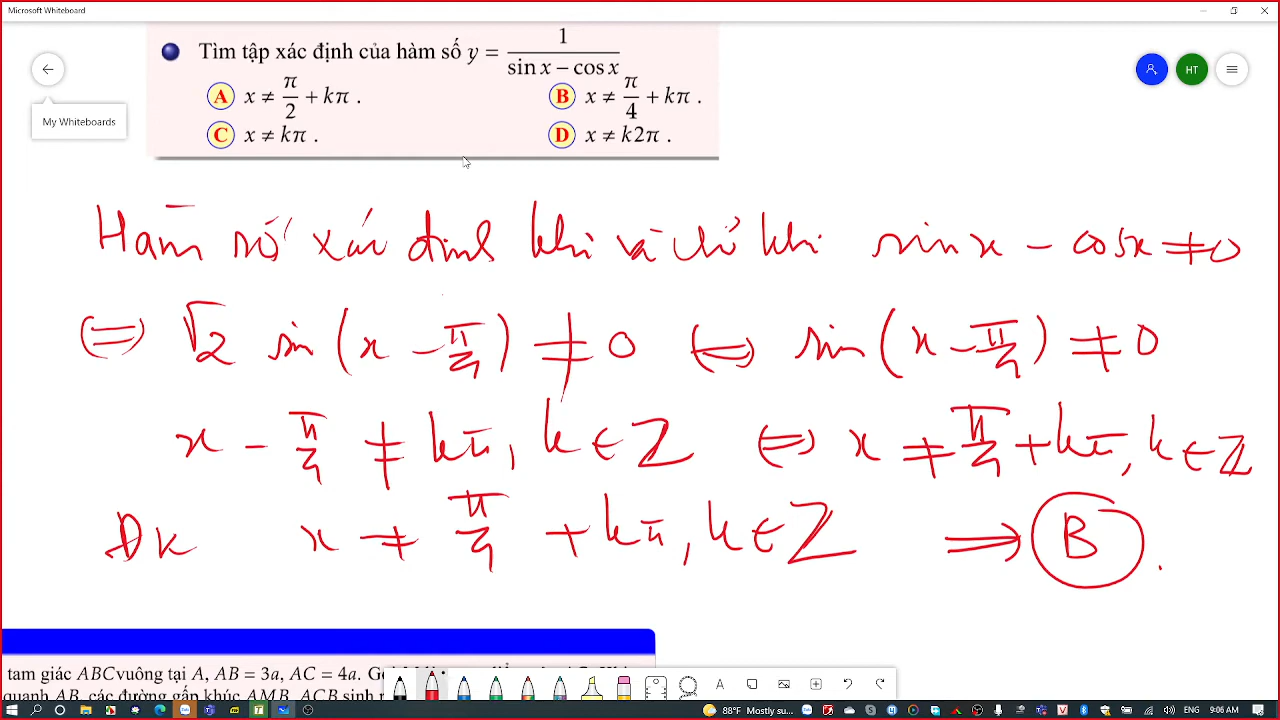 Microsoft Whiteboard
Tìm tập xác định của hàm số y = 1/(sin x − cos x)
A x ≠ π/2 + kπ .
B x ≠ π/4 + kπ .
C x ≠ kπ .
D x ≠ k2π .
HT
My Whiteboards
Hàm số xác định khi và chỉ khi sinx − cosx ≠ 0
⇔ √2 sin(x − π/4) ≠ 0 ⇔ sin(x − π/4) ≠ 0
x − π/4 ≠ kπ, k ∈ Z ⇔ x ≠ π/4 + kπ, k ∈ Z
ĐK x ≠ π/4 + kπ, k ∈ Z ⇒ B .
tam giác ABC vuông tại A, AB = 3a, AC = 4a.
quanh AB, các đường gấp khúc AMB, ACB sinh
88°F Mostly su...
ENG
9:06 AM